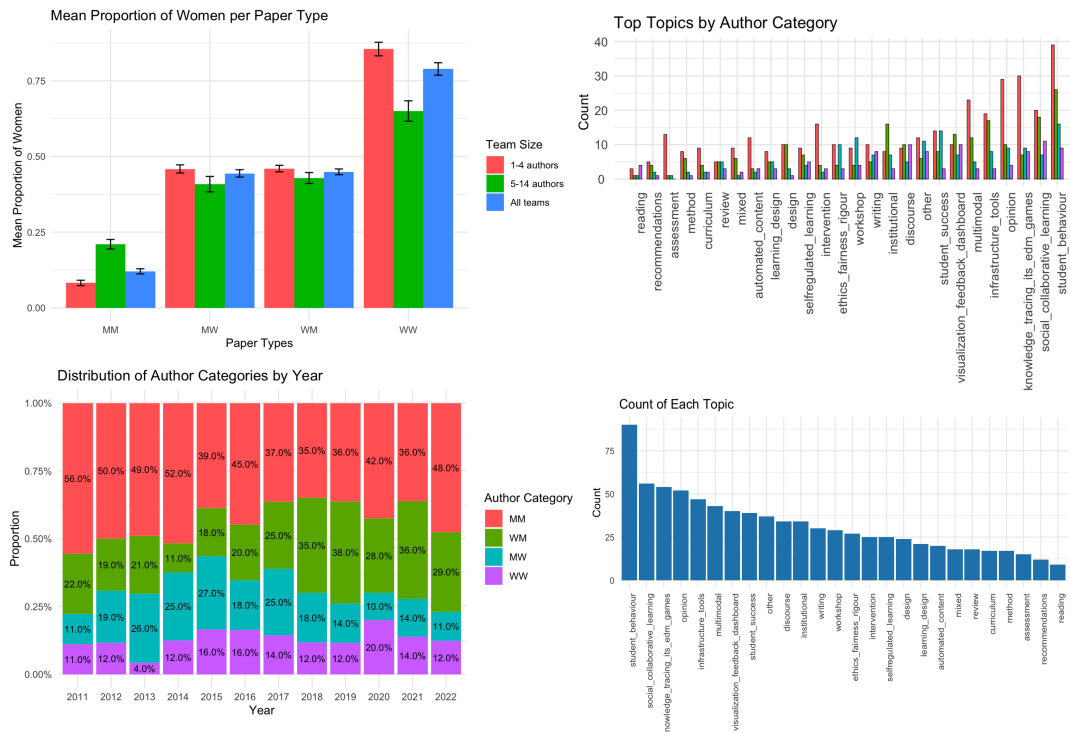 Mean Proportion of Women per Paper Type
Mean Proportion of Women
0.75
0.50
0.25
0.00
MM
MW
WM
WW
Paper Types
Team Size
1-4 authors
5-14 authors
All teams
Top Topics by Author Category
Count
40
30
20
10
0
reading
recommendations
assessment
method
curriculum
review
mixed
automated_content
learning_design
design
selfregulated_learning
intervention
ethics_fairness_rigour
workshop
writing
institutional
discourse
other
student_success
visualization_feedback_dashboard
multimodal
infrastructure_tools
opinion
knowledge_tracing_its_edm_games
social_collaborative_learning
student_behaviour
Distribution of Author Categories by Year
Proportion
1.00%
0.75%
0.50%
0.25%
0.00%
56.0% 50.0% 49.0% 52.0% 39.0% 45.0% 37.0% 35.0% 36.0% 42.0% 36.0% 48.0%
22.0% 19.0% 21.0% 11.0% 18.0% 20.0% 25.0% 35.0% 38.0% 28.0% 36.0% 29.0%
11.0% 19.0% 26.0% 25.0% 27.0% 18.0% 25.0% 18.0% 14.0% 10.0% 14.0% 11.0%
11.0% 12.0% 4.0% 12.0% 16.0% 16.0% 14.0% 12.0% 12.0% 20.0% 14.0% 12.0%
2011 2012 2013 2014 2015 2016 2017 2018 2019 2020 2021 2022
Year
Author Category
MM
WM
MW
WW
Count of Each Topic
Count
75
50
25
0
student_behaviour
social_collaborative_learning
nowledge_tracing_its_edm_games
opinion
infrastructure_tools
multimodal
visualization_feedback_dashboard
student_success
other
discourse
institutional
writing
workshop
ethics_fairness_rigour
intervention
selfregulated_learning
design
learning_design
automated_content
mixed
review
curriculum
method
assessment
recommendations
reading